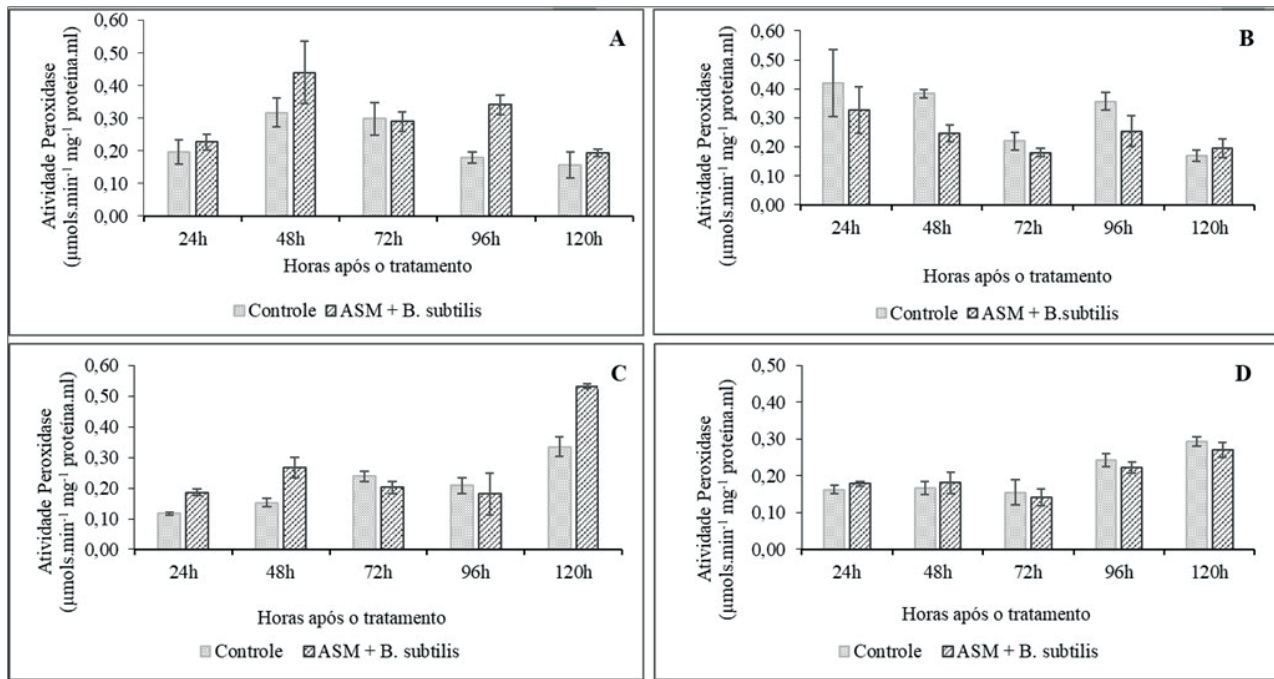 A
Atividade Peroxidase
(µmols.min⁻¹ mg⁻¹ proteína.ml)
0,60
0,50
0,40
0,30
0,20
0,10
0,00
24h 48h 72h 96h 120h
Horas após o tratamento
Controle ASM + B. subtilis
B
Atividade Peroxidase
(µmols.min⁻¹ mg⁻¹ proteína.ml)
0,60
0,50
0,40
0,30
0,20
0,10
0,00
24h 48h 72h 96h 120h
Horas após o tratamento
Controle ASM + B.subtilis
C
Atividade Peroxidase
(µmols.min⁻¹ mg⁻¹ proteína.ml)
0,60
0,50
0,40
0,30
0,20
0,10
0,00
24h 48h 72h 96h 120h
Horas após o tratamento
Controle ASM + B. subtilis
D
Atividade Peroxidase
(µmols.min⁻¹ mg⁻¹ proteína.ml)
0,50
0,40
0,30
0,20
0,10
0,00
24h 48h 72h 96h 120h
Horas após o tratamento
Controle ASM + B. subtilis